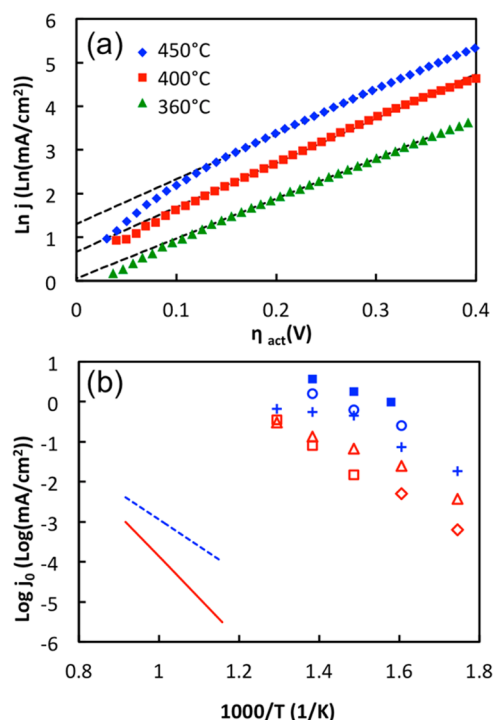 (a)
450°C
400°C
360°C
6
5
4
3
2
1
0
Ln j (Ln(mA/cm²))
0 0.1 0.2 0.3 0.4
η act(V)
(b)
1
0
-1
-2
-3
-4
-5
-6
Log j₀ (Log(mA/cm²))
0.8 1 1.2 1.4 1.6 1.8
1000/T (1/K)